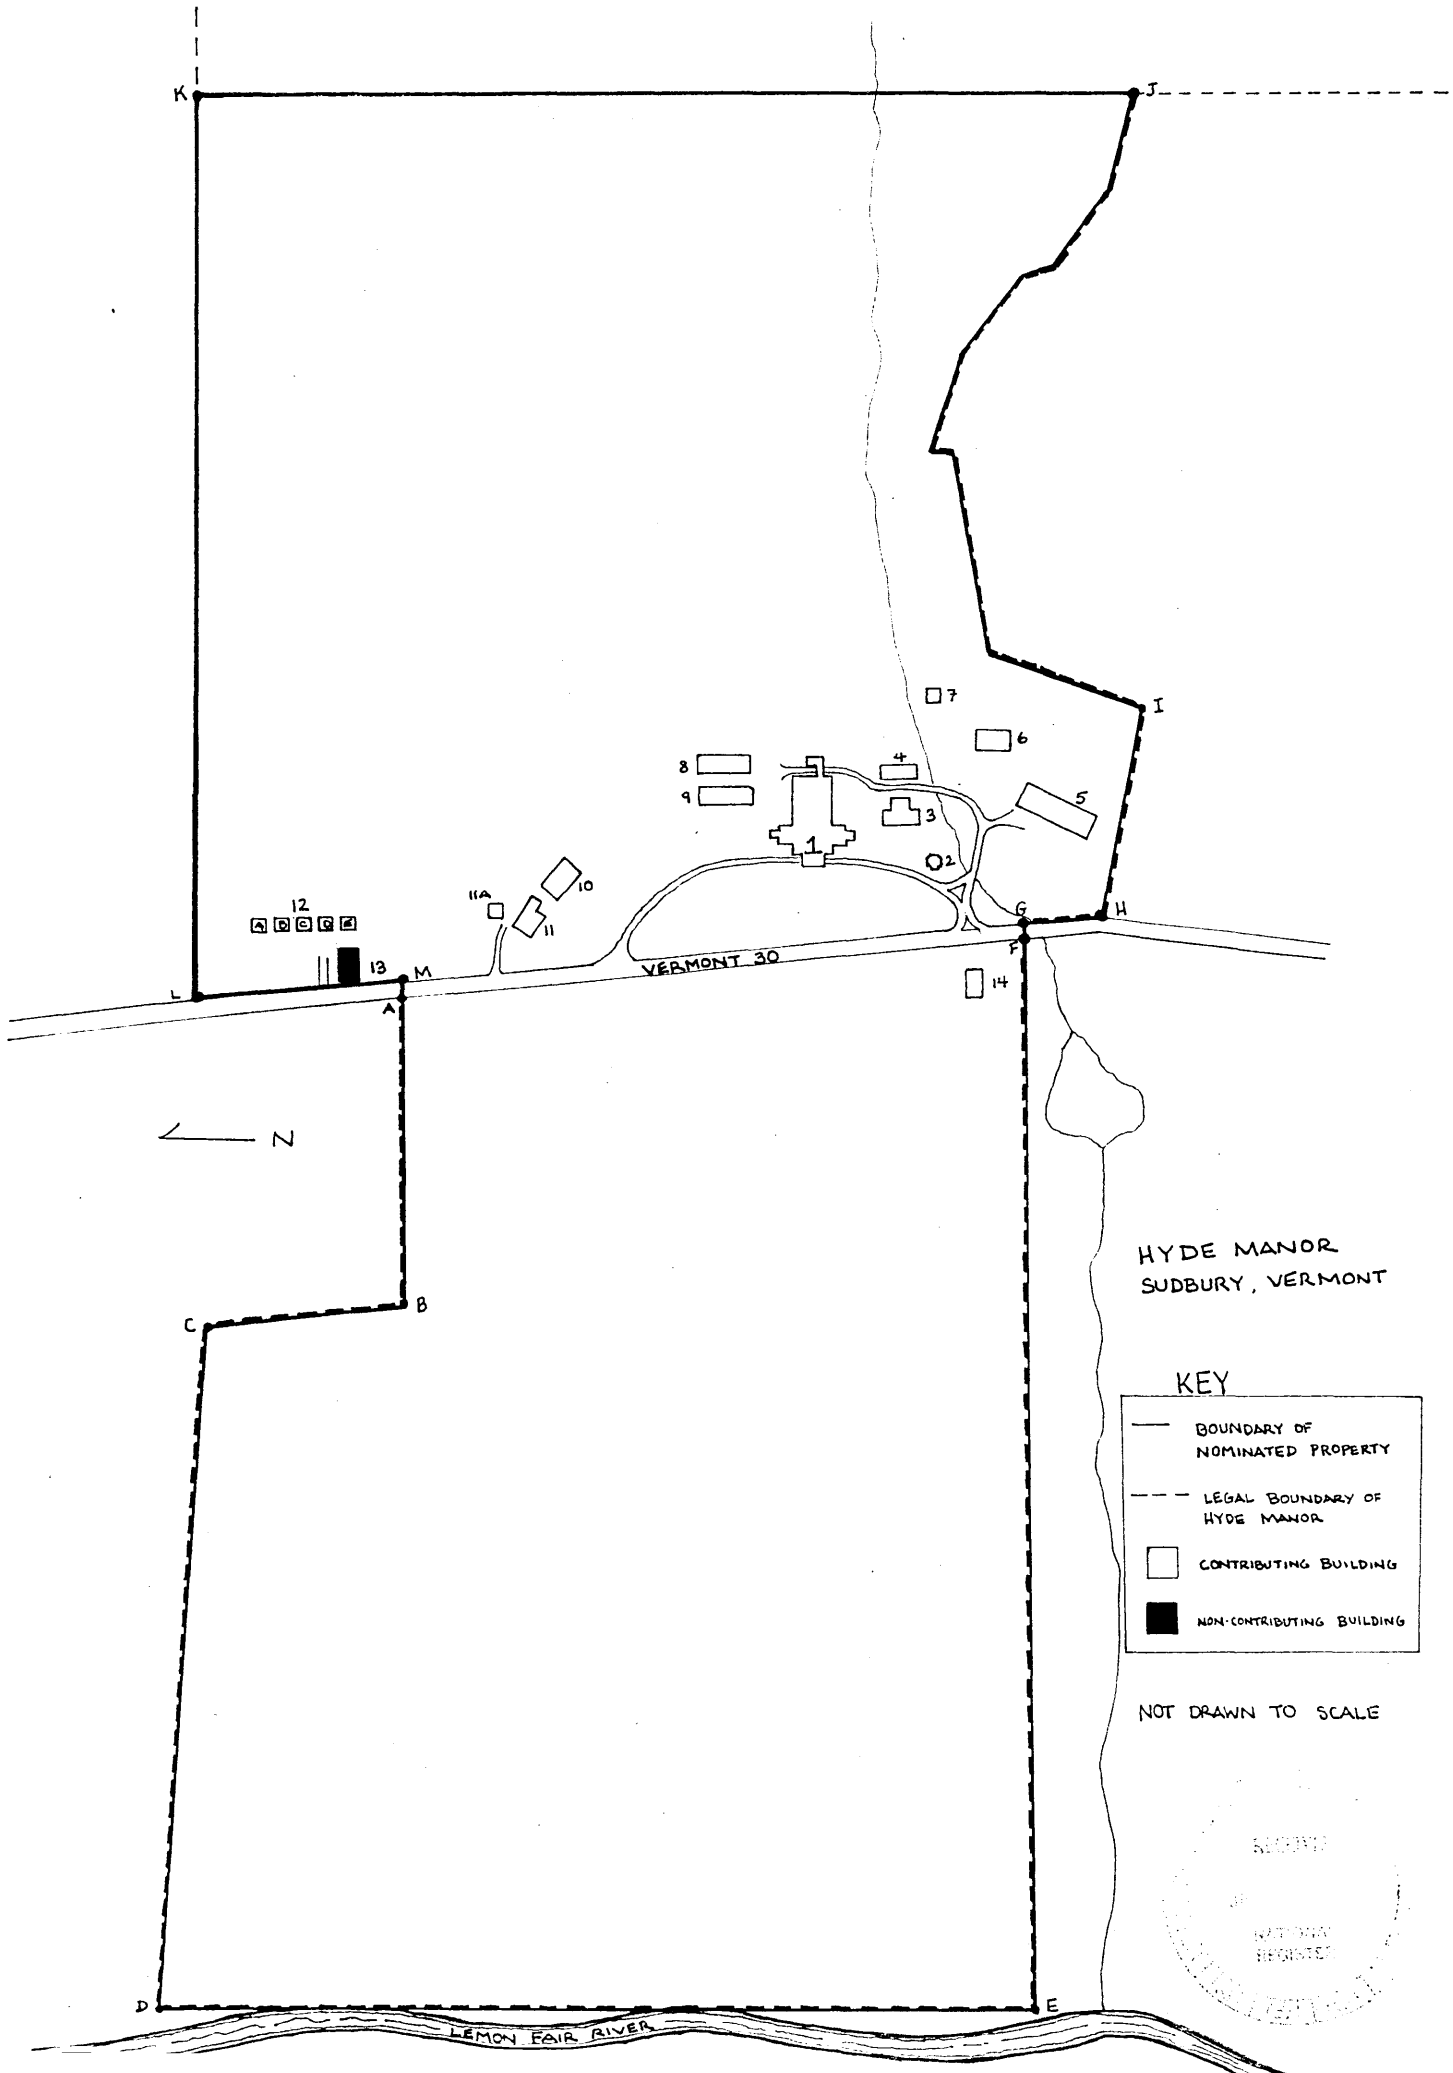 K
J
I
7
6
4
8
5
9
3
1
2
10
11A
12
11
A D C D E
G
H
F
M
13
VERMONT 30
L
A
14
N
HYDE MANOR
SUDBURY, VERMONT
B
C
KEY
BOUNDARY OF
NOMINATED PROPERTY
LEGAL BOUNDARY OF
HYDE MANOR
CONTRIBUTING BUILDING
NON-CONTRIBUTING BUILDING
NOT DRAWN TO SCALE
NATIONAL
REGISTER
D
E
LEMON FAIR RIVER